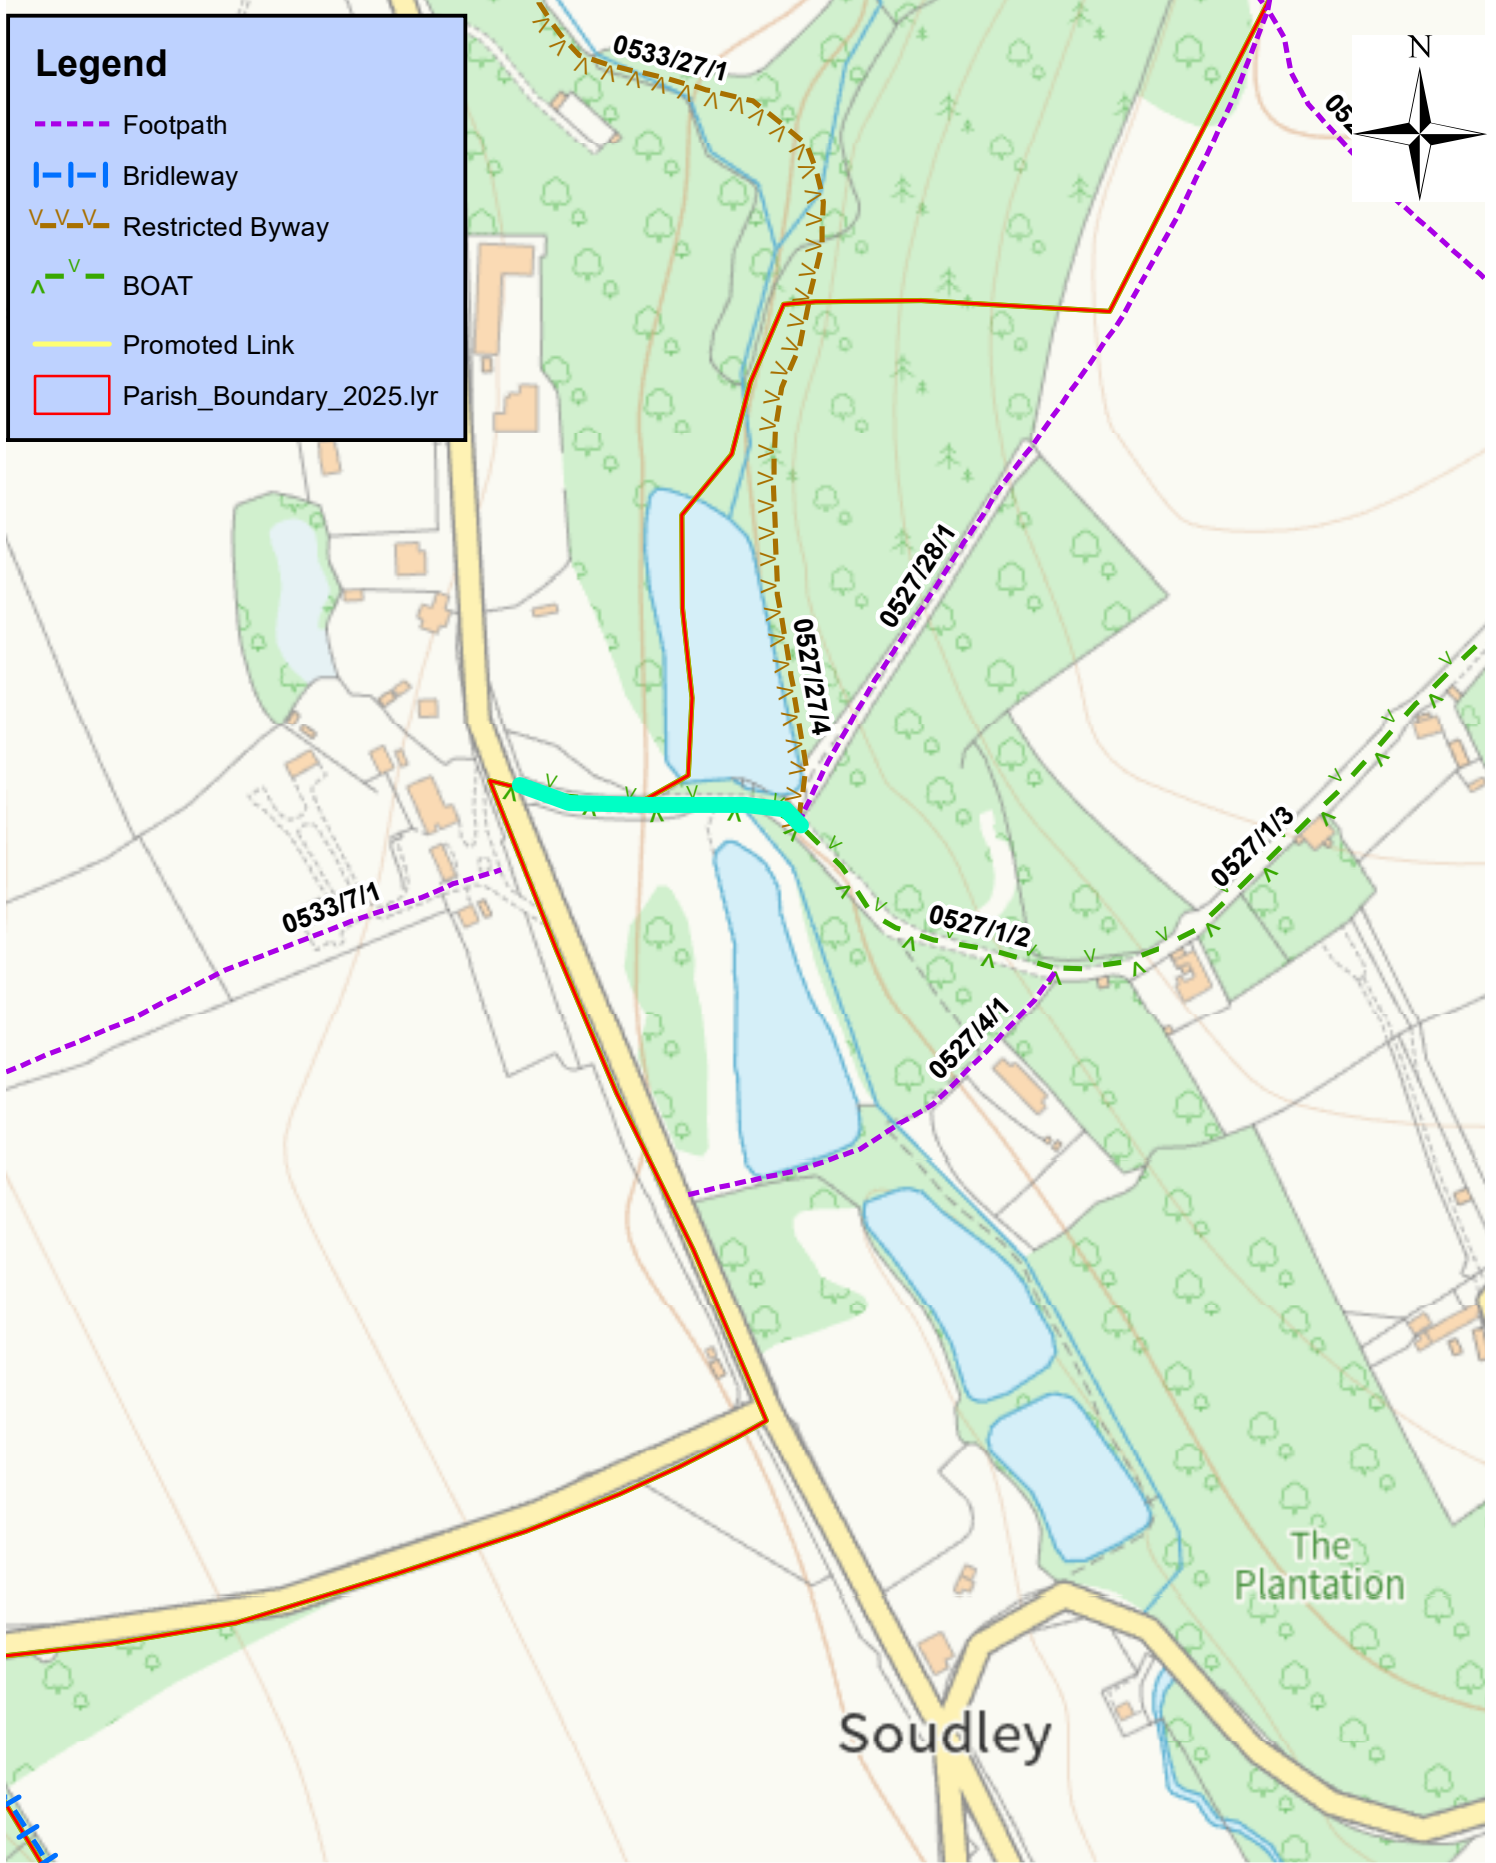 Legend
Footpath
Bridleway
Restricted Byway
BOAT
Promoted Link
Parish_Boundary_2025.lyr
0533/27/1
N
0527/28/1
0527/27/4
0527/1/3
0533/7/1
0527/1/2
0527/4/1
The
Plantation
Soudley